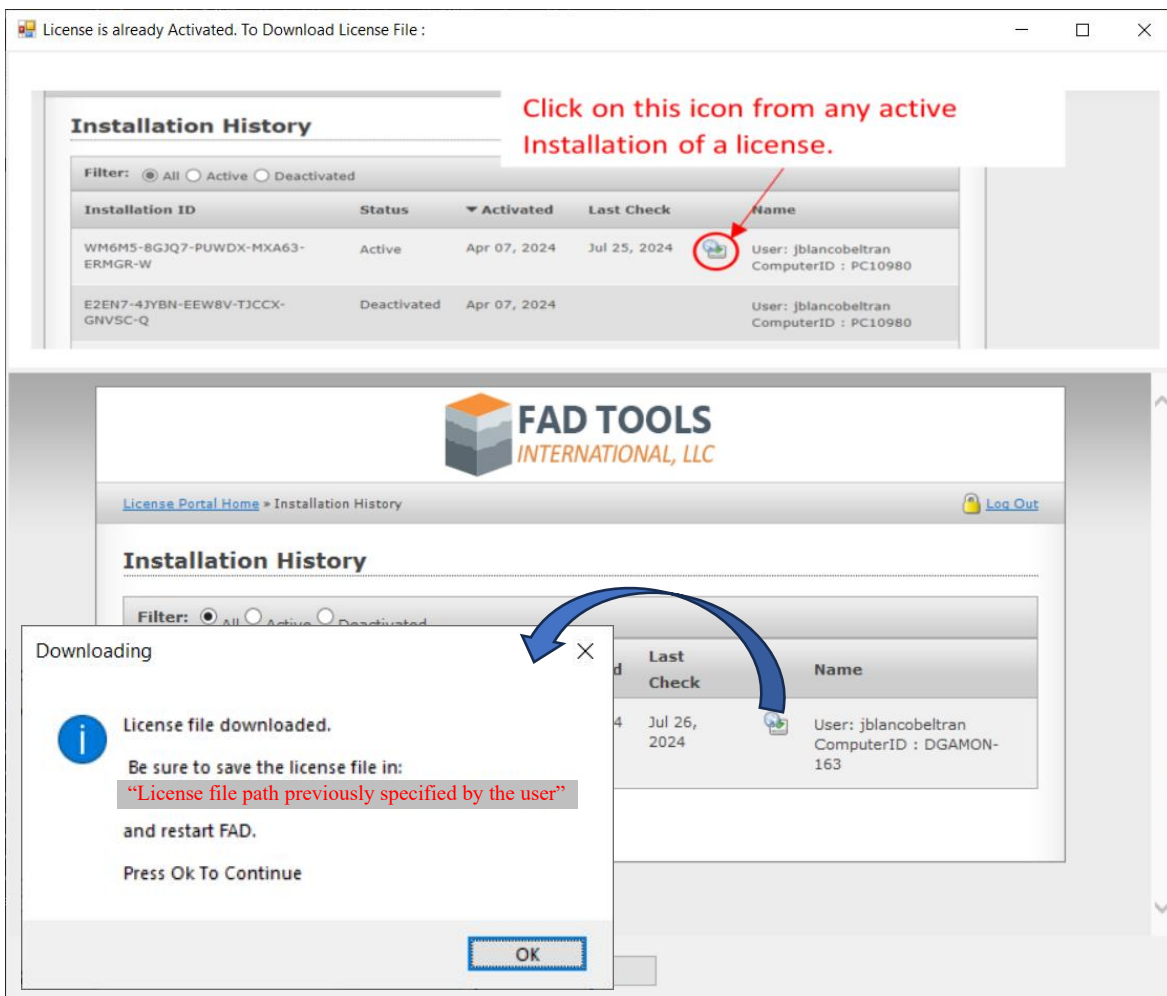 License is already Activated. To Download License File :
Click on this icon from any active
Installation of a license.
Installation History
Filter: All Active Deactivated
Installation ID Status Activated Last Check Name
WM6M5-8GJQ7-PUWDX-MXA63- Active Apr 07, 2024 Jul 25, 2024 User: jblancobeltran
ERMGR-W ComputerID : PC10980
E2EN7-4JYBN-EEW8V-TJCCX- Deactivated Apr 07, 2024 User: jblancobeltran
GNVSC-Q ComputerID : PC10980
FAD TOOLS
INTERNATIONAL, LLC
License Portal Home » Installation History Log Out
Installation History
Filter: All Active Deactivated
d Last Name
Check
4 Jul 26, User: jblancobeltran
2024 ComputerID : DGAMON-
163
Downloading
License file downloaded.
Be sure to save the license file in:
“License file path previously specified by the user”
and restart FAD.
Press Ok To Continue
OK